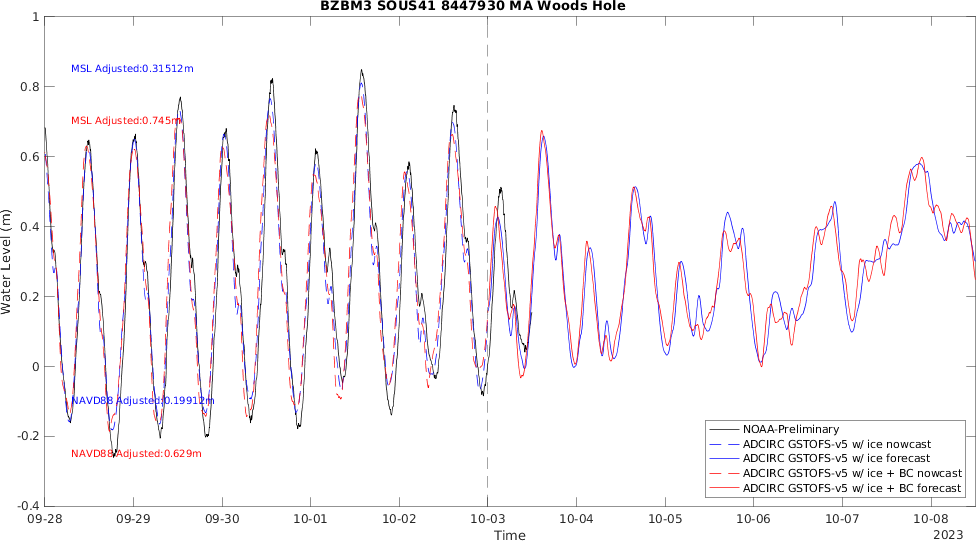 BZBM3 SOUS41 8447930 MA Woods Hole
1
0.8
0.6
0.4
0.2
0
-0.2
-0.4
Water Level (m)
MSL Adjusted:0.31512m
MSL Adjusted:0.745m
NAVD88 Adjusted:0.19912m
NAVD88 Adjusted:0.629m
NOAA-Preliminary
ADCIRC GSTOFS-v5 w/ ice nowcast
ADCIRC GSTOFS-v5 w/ ice forecast
ADCIRC GSTOFS-v5 w/ ice + BC nowcast
ADCIRC GSTOFS-v5 w/ ice + BC forecast
09-28 09-29 09-30 10-01 10-02 10-03 10-04 10-05 10-06 10-07 10-08
Time
2023